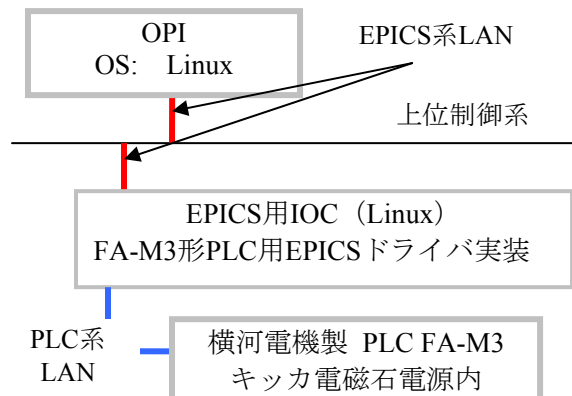 OPI
OS: Linux
EPICS系LAN
上位制御系
EPICS用IOC（Linux）
FA-M3形PLC用EPICSドライバ実装
PLC系
LAN
横河電機製 PLC FA-M3
キッカ電磁石電源内